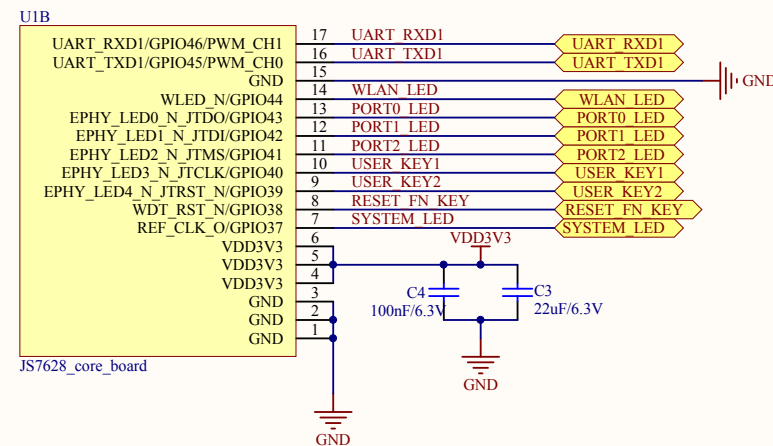 U1B
UART_RXD1/GPIO46/PWM_CH1 17 UART_RXD1 UART_RXD1
UART_TXD1/GPIO45/PWM_CH0 16 UART_TXD1 UART_TXD1
GND 15 GND
WLED_N/GPIO44 14 WLAN_LED WLAN_LED
EPHY_LED0_N_JTDO/GPIO43 13 PORT0_LED PORT0_LED
EPHY_LED1_N_JTDI/GPIO42 12 PORT1_LED PORT1_LED
EPHY_LED2_N_JTMS/GPIO41 11 PORT2_LED PORT2_LED
EPHY_LED3_N_JTCLK/GPIO40 10 USER_KEY1 USER_KEY1
EPHY_LED4_N_JTRST_N/GPIO39 9 USER_KEY2 USER_KEY2
WDT_RST_N/GPIO38 8 RESET_FN_KEY RESET_FN_KEY
REF_CLK_O/GPIO37 7 SYSTEM_LED SYSTEM_LED
VDD3V3 6 VDD3V3
VDD3V3 5
VDD3V3 4
GND 3 C4 C3
GND 2 100nF/6.3V 22uF/6.3V
GND 1
JS7628_core_board
GND
GND